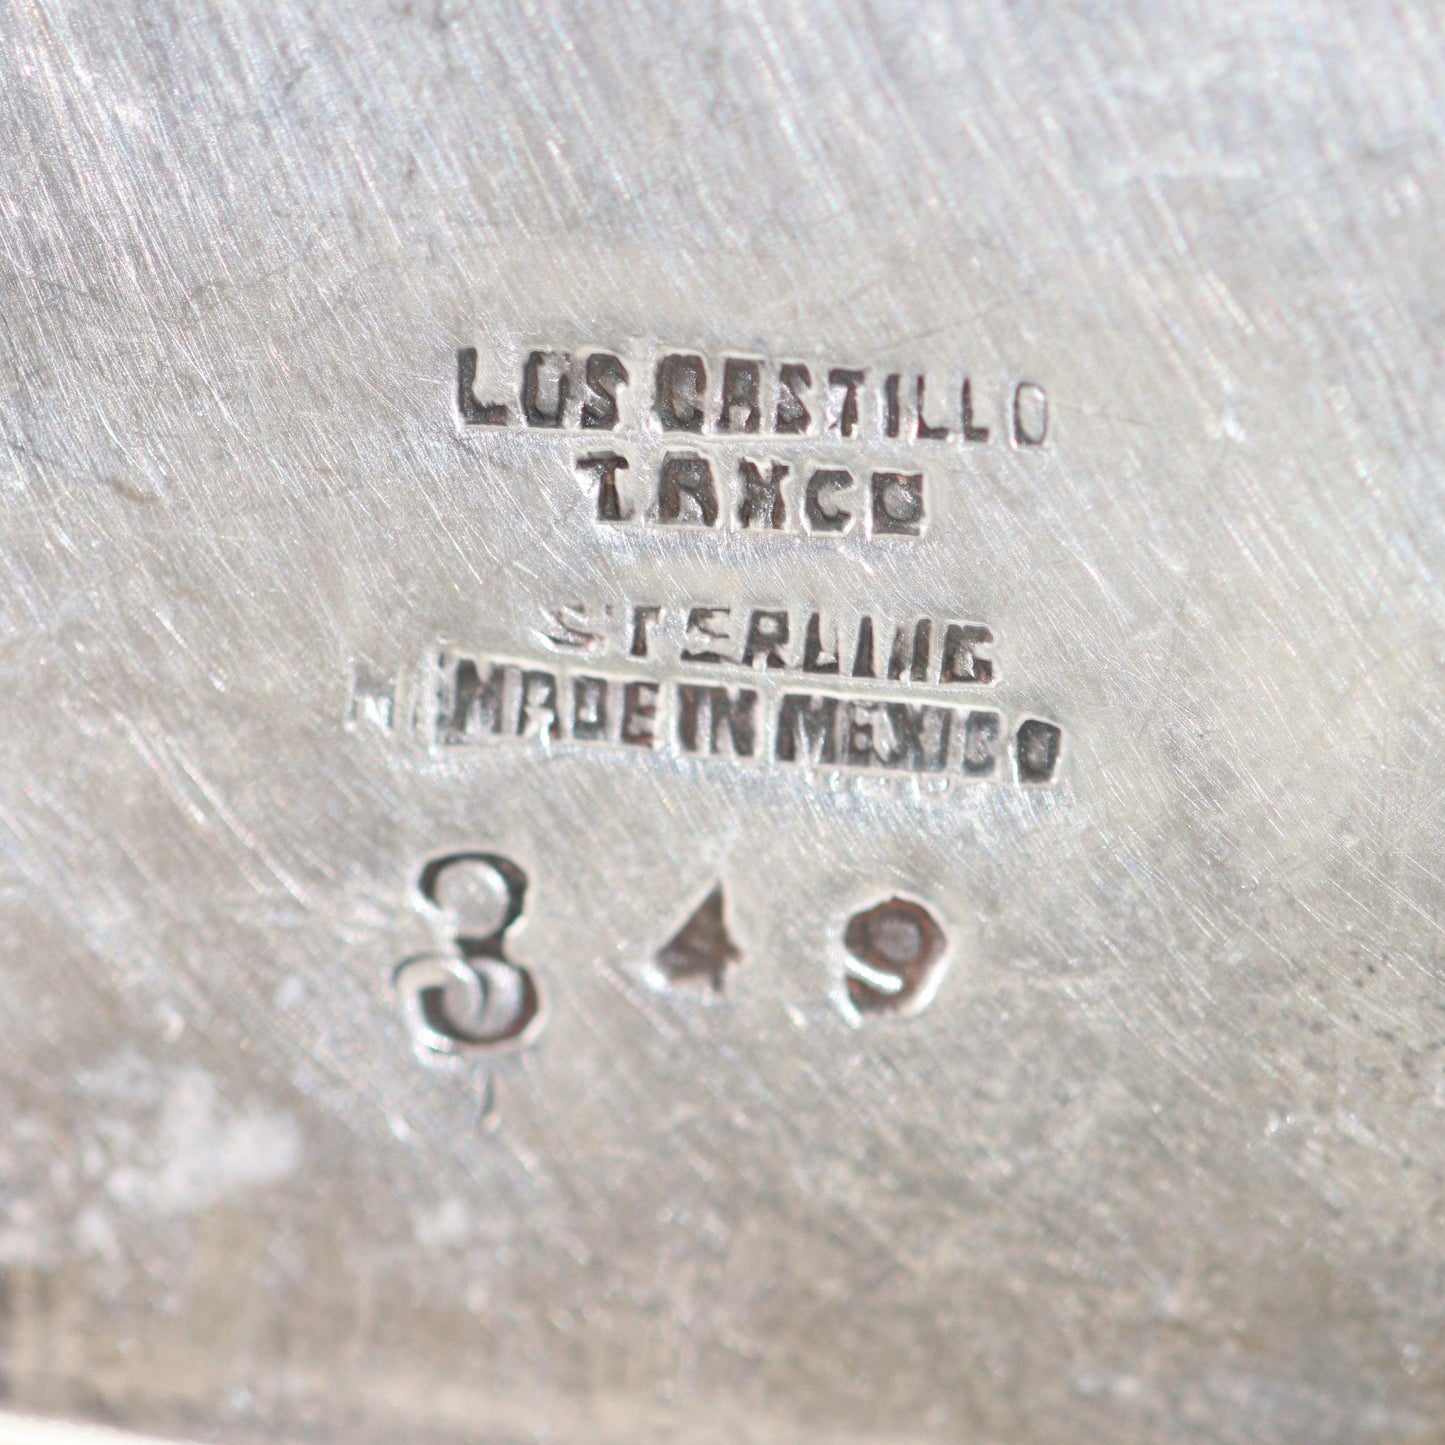 LOS CASTILLO
TAXCO
STERLING
MADE IN MEXICO
349